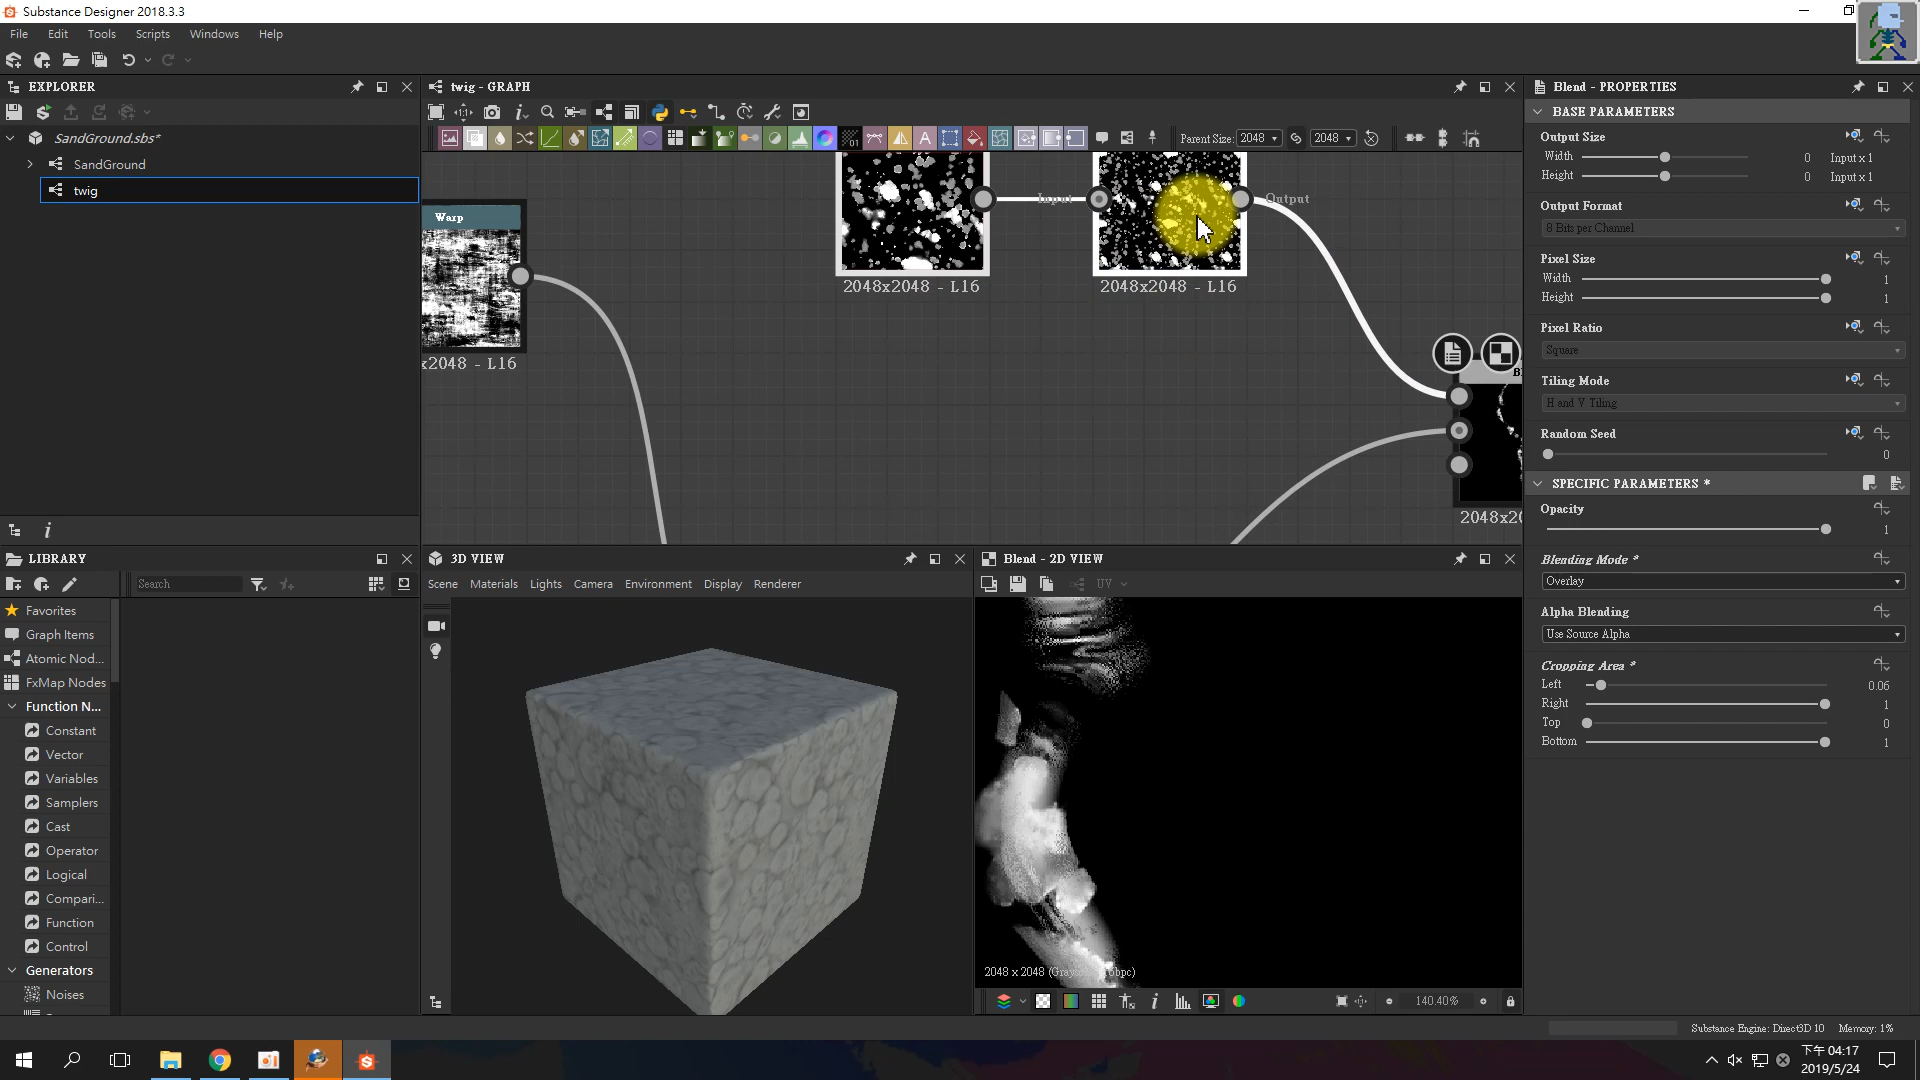 Substance Designer 2018.3.3
File Edit Tools Scripts Windows Help
EXPLORER
SandGround.sbs*
SandGround
twig
twig - GRAPH
Parent Size: 2048 2048
Warp
x2048 - L16
2048x2048 - L16
Input
2048x2048 - L16
Output
2048x20
Blend - PROPERTIES
BASE PARAMETERS
Output Size
Width 0 Input x 1
Height 0 Input x 1
Output Format
8 Bits per Channel
Pixel Size
Width 1
Height 1
Pixel Ratio
Square
Tiling Mode
H and V Tiling
Random Seed
0
SPECIFIC PARAMETERS *
Opacity
1
Blending Mode *
Overlay
Alpha Blending
Use Source Alpha
Cropping Area *
Left 0.06
Right 1
Top 0
Bottom 1
LIBRARY
Search
Favorites
Graph Items
Atomic Nod...
FxMap Nodes
Function N...
Constant
Vector
Variables
Samplers
Cast
Operator
Logical
Compari...
Function
Control
Generators
Noises
3D VIEW
Scene Materials Lights Camera Environment Display Renderer
Blend - 2D VIEW
UV
2048 x 2048
140.40%
Substance Engine: Direct3D 10 Memory: 1%
下午 04:17
2019/5/24